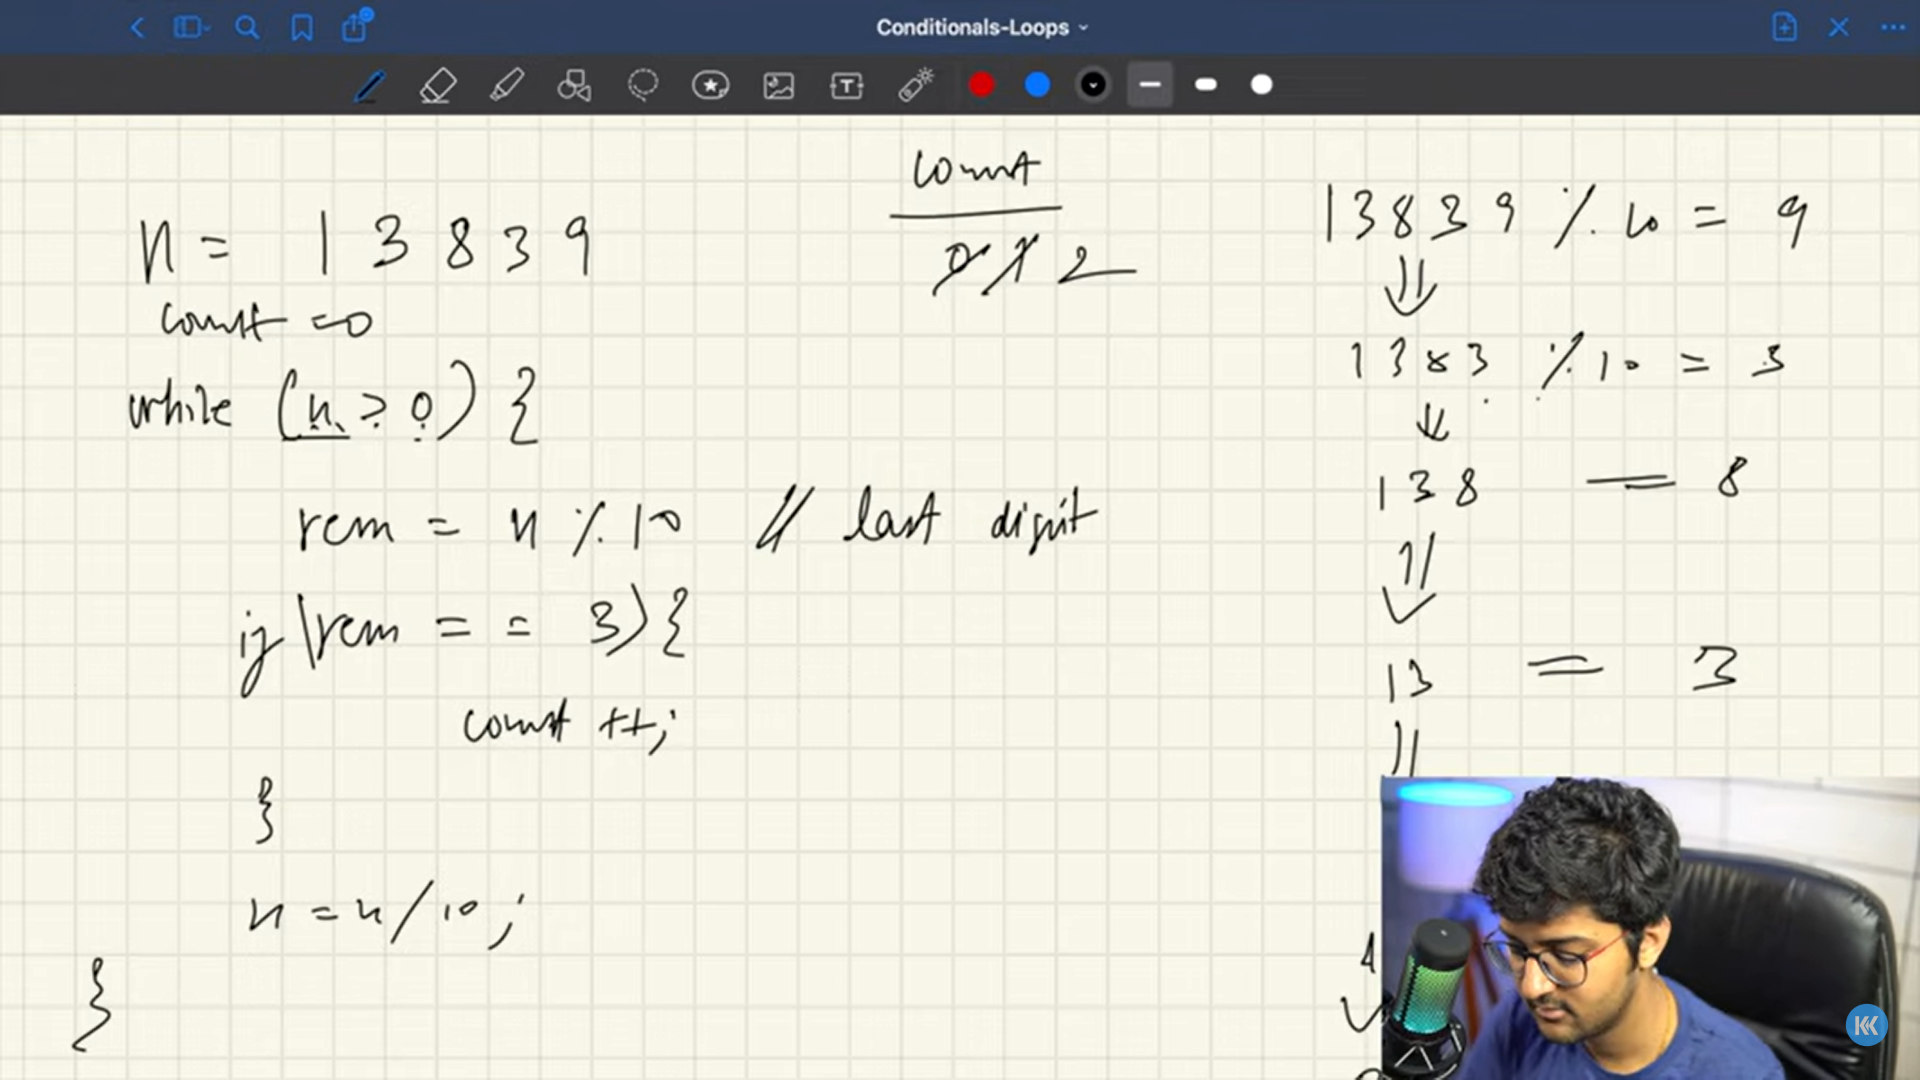 Conditionals-Loops
n = 13839
count = 0
while (n > 0) {
rem = n % 10 // last digit
if (rem == 3) {
count ++;
}
n = n/10;
}
count
0 1 2
13839 % 10 = 9
1383 % 10 = 3
138 = 8
13 = 3
1